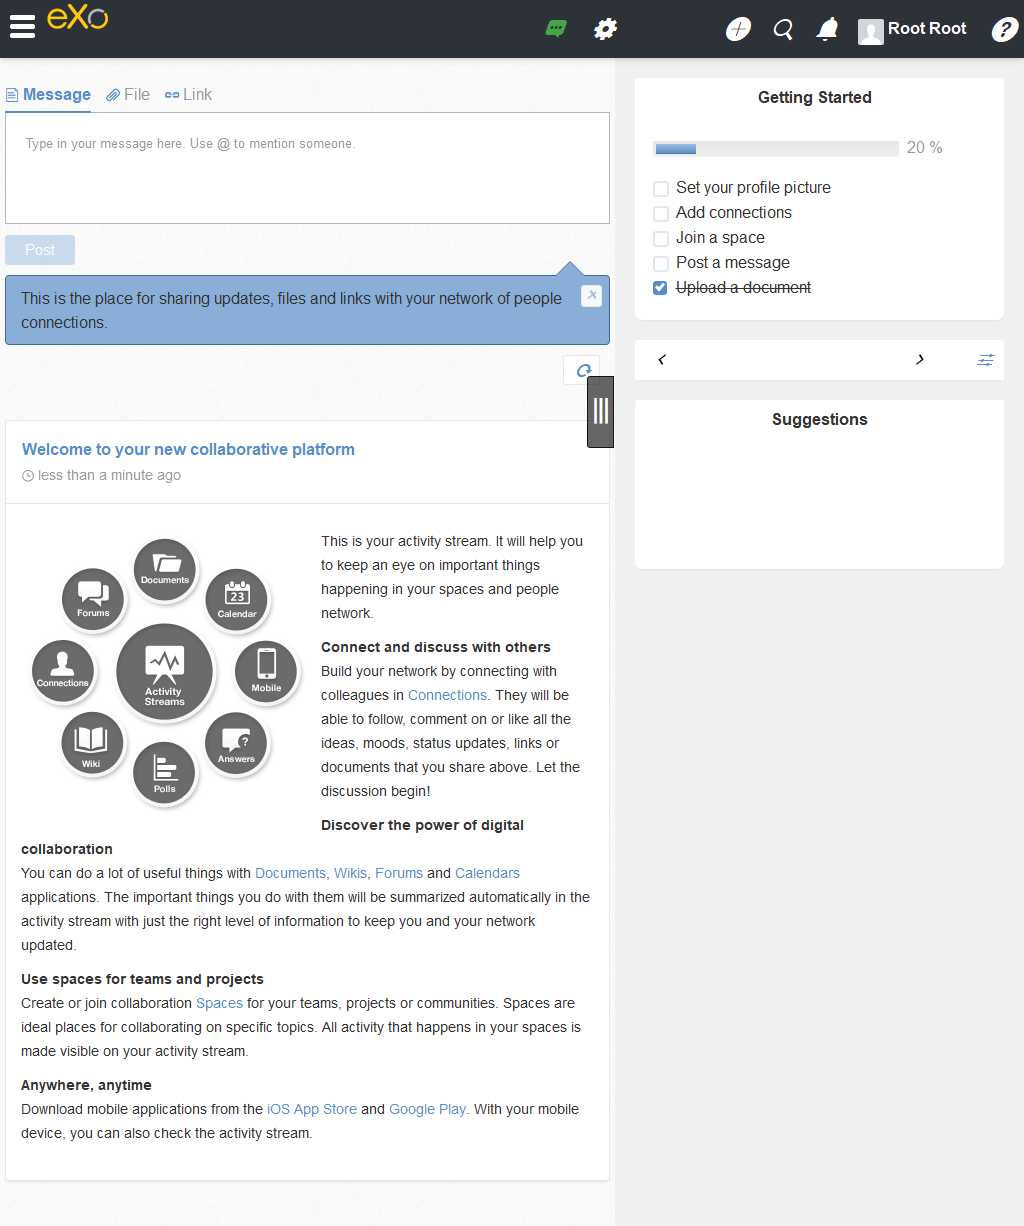 eXo
Root Root
?
Message File Link
Type in your message here. Use @ to mention someone.
Post
This is the place for sharing updates, files and links with your network of people
connections.
Welcome to your new collaborative platform
less than a minute ago
Documents
Forums
23
Calendar
Connections
Activity
Streams
Mobile
Wiki
?
Answers
Polls
This is your activity stream. It will help you
to keep an eye on important things
happening in your spaces and people
network.
Connect and discuss with others
Build your network by connecting with
colleagues in Connections. They will be
able to follow, comment on or like all the
ideas, moods, status updates, links or
documents that you share above. Let the
discussion begin!
Discover the power of digital
collaboration
You can do a lot of useful things with Documents, Wikis, Forums and Calendars
applications. The important things you do with them will be summarized automatically in the
activity stream with just the right level of information to keep you and your network
updated.
Use spaces for teams and projects
Create or join collaboration Spaces for your teams, projects or communities. Spaces are
ideal places for collaborating on specific topics. All activity that happens in your spaces is
made visible on your activity stream.
Anywhere, anytime
Download mobile applications from the iOS App Store and Google Play. With your mobile
device, you can also check the activity stream.
Getting Started
20 %
Set your profile picture
Add connections
Join a space
Post a message
Upload a document
Suggestions